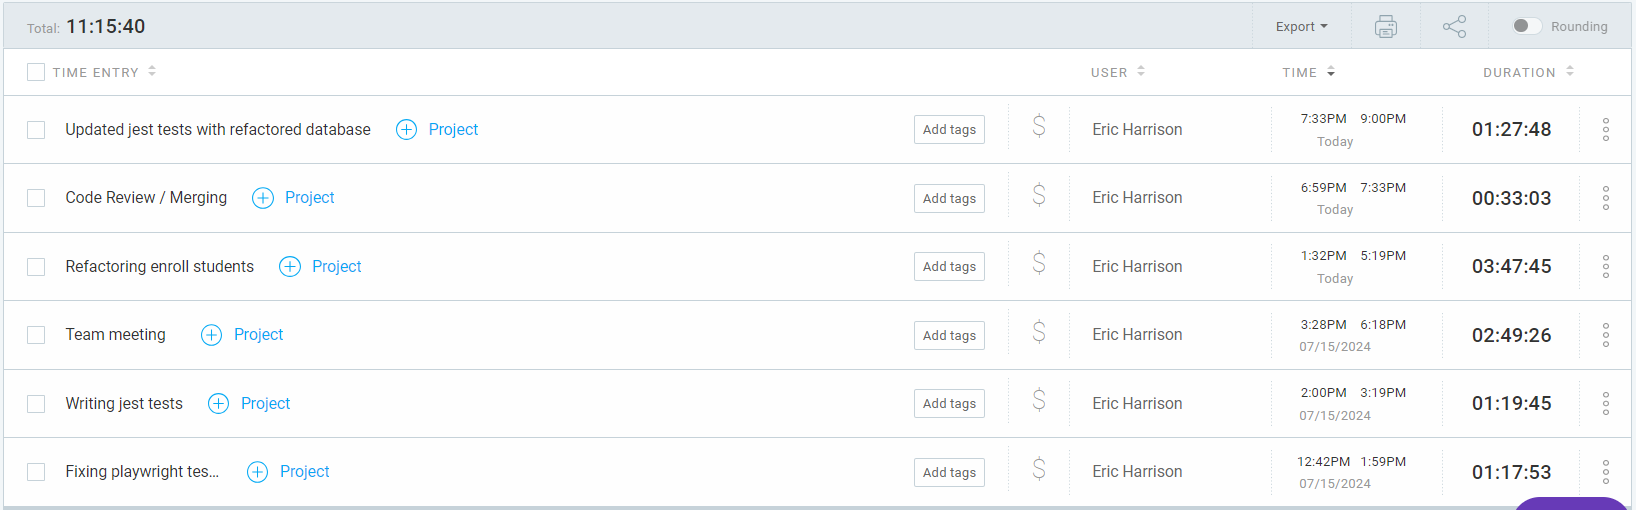 Total: 11:15:40 Export Rounding
TIME ENTRY USER TIME DURATION
Updated jest tests with refactored database Project Add tags $ Eric Harrison 7:33PM 9:00PM 01:27:48
Today
Code Review / Merging Project Add tags $ Eric Harrison 6:59PM 7:33PM 00:33:03
Today
Refactoring enroll students Project Add tags $ Eric Harrison 1:32PM 5:19PM 03:47:45
Today
Team meeting Project Add tags $ Eric Harrison 3:28PM 6:18PM 02:49:26
07/15/2024
Writing jest tests Project Add tags $ Eric Harrison 2:00PM 3:19PM 01:19:45
07/15/2024
Fixing playwright tes... Project Add tags $ Eric Harrison 12:42PM 1:59PM 01:17:53
07/15/2024